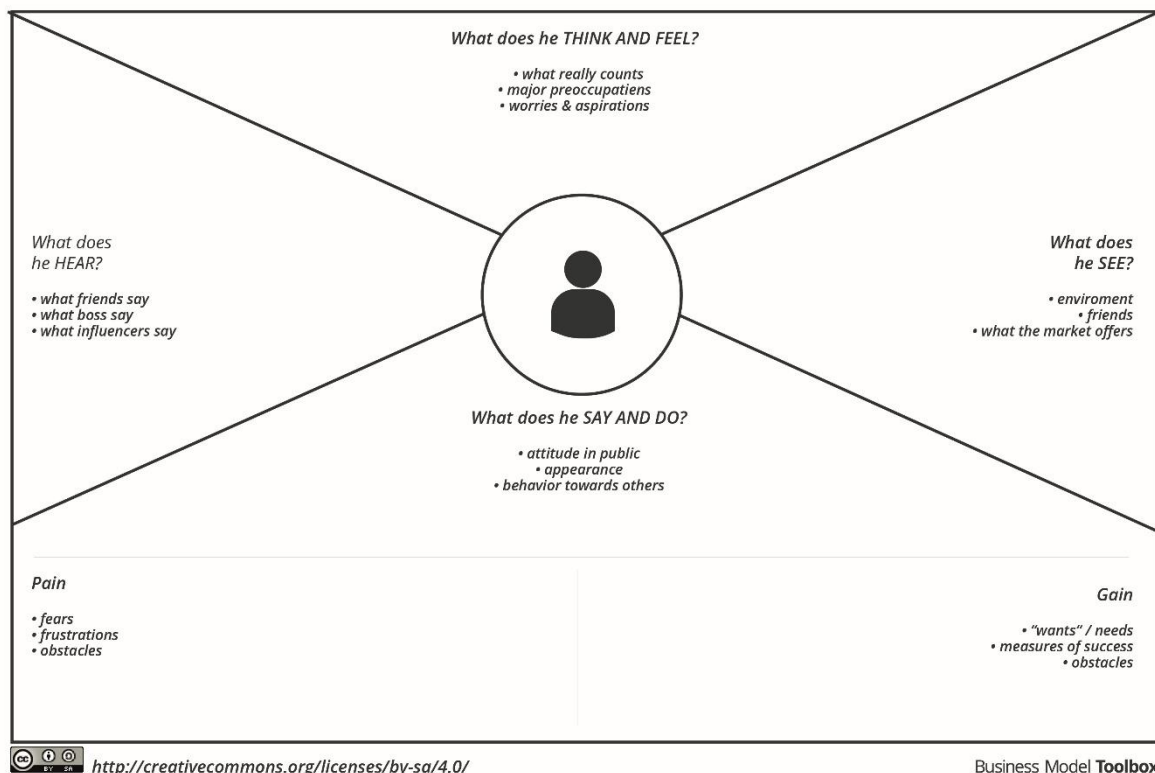 What does he THINK AND FEEL?
• what really counts
• major preoccupatiens
• worries & aspirations
What does
he HEAR?
• what friends say
• what boss say
• what influencers say
What does
he SEE?
• enviroment
• friends
• what the market offers
What does he SAY AND DO?
• attitude in public
• appearance
• behavior towards others
Pain
• fears
• frustrations
• obstacles
Gain
• “wants” / needs
• measures of success
• obstacles
cc BY SA
http://creativecommons.org/licenses/by-sa/4.0/
Business Model Toolbox